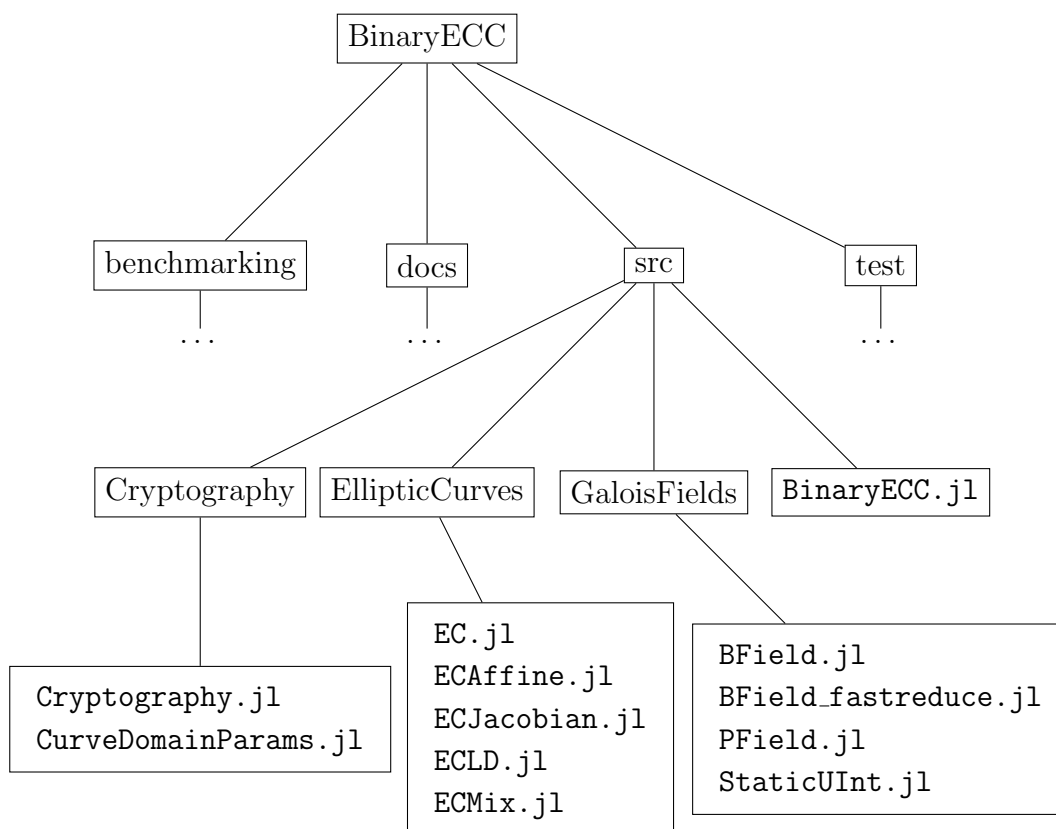 BinaryECC
benchmarking
docs
src
test
. . .
. . .
. . .
Cryptography
EllipticCurves
GaloisFields
BinaryECC.jl
Cryptography.jl
CurveDomainParams.jl
EC.jl
ECAffine.jl
ECJacobian.jl
ECLD.jl
ECMix.jl
BField.jl
BField_fastreduce.jl
PField.jl
StaticUInt.jl